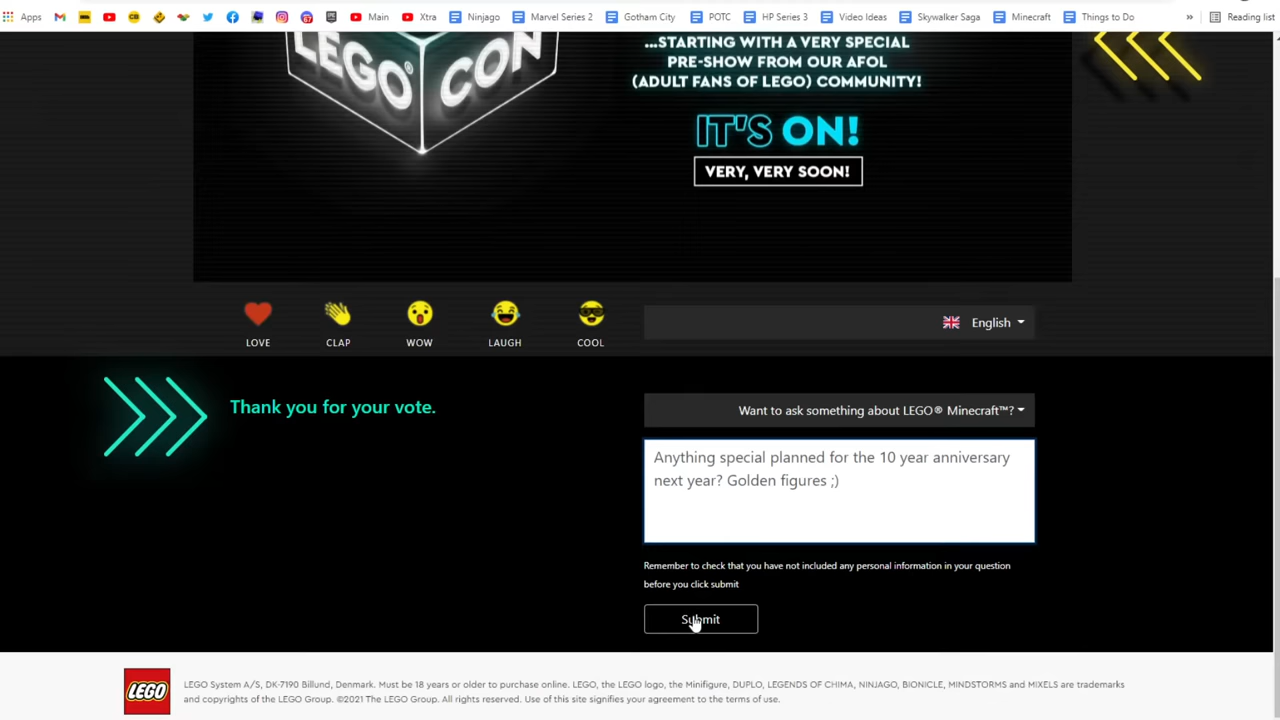 Apps Main Xtra Ninjago Marvel Series 2 Gotham City POTC HP Series 3 Video Ideas Skywalker Saga Minecraft Things to Do » Reading list
LEGO® CON
...STARTING WITH A VERY SPECIAL
PRE-SHOW FROM OUR AFOL
(ADULT FANS OF LEGO) COMMUNITY!
IT'S ON!
VERY, VERY SOON!
LOVE CLAP WOW LAUGH COOL
English
Thank you for your vote.
Want to ask something about LEGO® Minecraft™?
Anything special planned for the 10 year anniversary
next year? Golden figures ;)
Remember to check that you have not included any personal information in your question
before you click submit
Submit
LEGO
LEGO System A/S, DK-7190 Billund, Denmark. Must be 18 years or older to purchase online. LEGO, the LEGO logo, the Minifigure, DUPLO, LEGENDS OF CHIMA, NINJAGO, BIONICLE, MINDSTORMS and MIXELS are trademarks
and copyrights of the LEGO Group. ©2021 The LEGO Group. All rights reserved. Use of this site signifies your agreement to the terms of use.